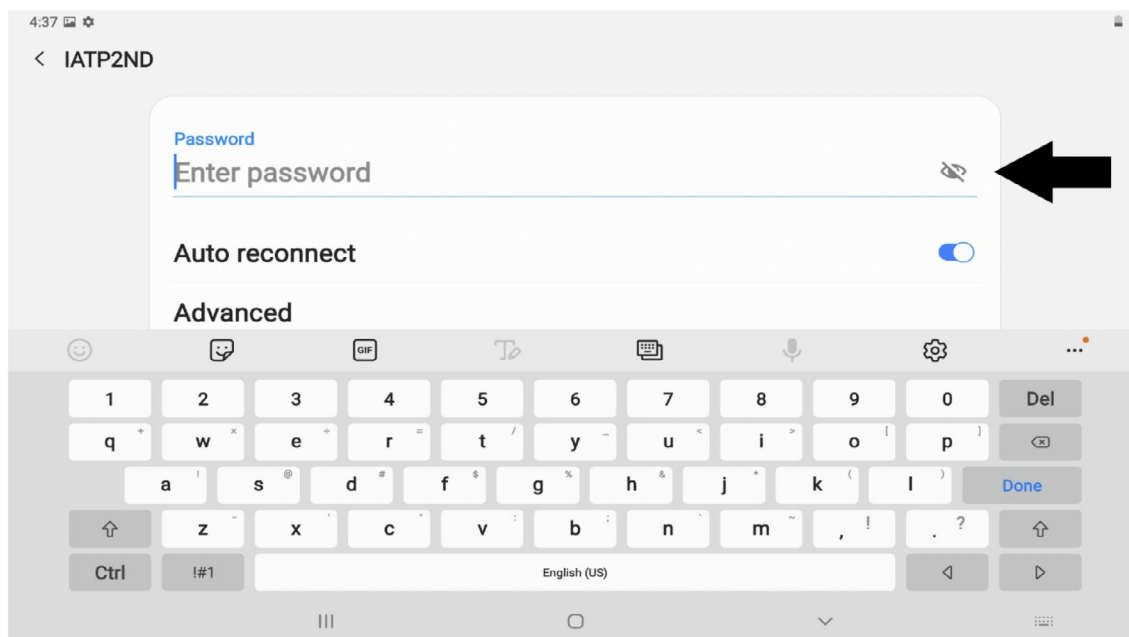 4:37
IATP2ND
Password
Enter password
Auto reconnect
Advanced
GIF
1 2 3 4 5 6 7 8 9 0 Del
q + w × e ÷ r = t / y _ u < i > o [ p ]
a ! s @ d # f $ g % h & j * k ( l ) Done
z - x ' c " v : b ; n ` m ~ , ! . ?
Ctrl !#1 English (US)